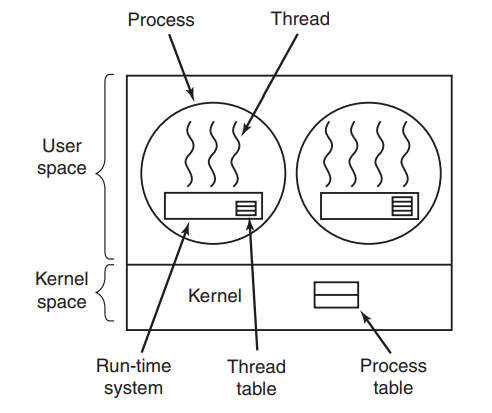 Process
Thread
User
space
Kernel
space
Kernel
Run-time
system
Thread
table
Process
table